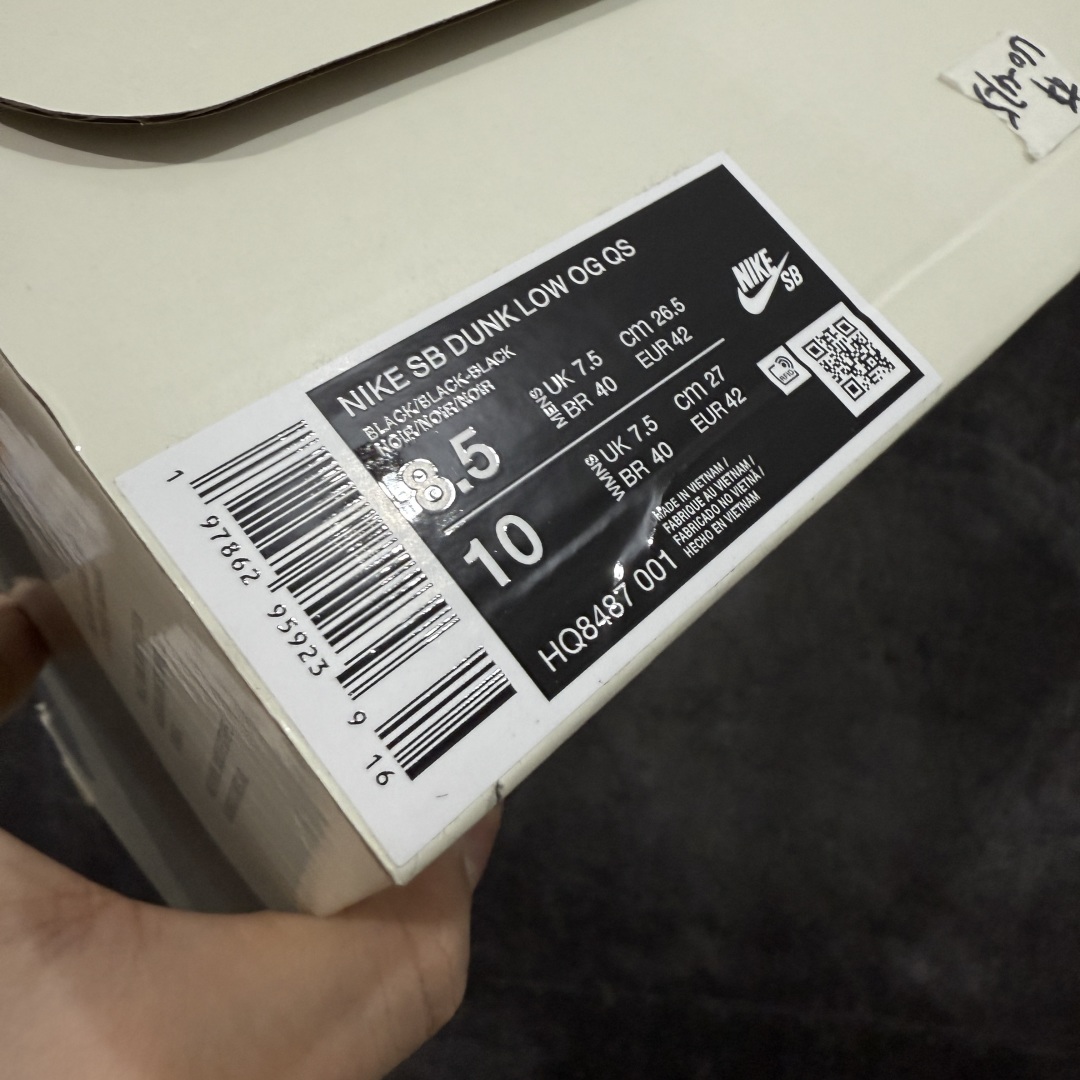 NIKE SB DUNK LOW OG QS
BLACK/BLACK-BLACK
NOIR/NOIR/NOIR
8.5
MENS
UK 7.5 cm 26.5
BR 40 EUR 42
10
WMNS
UK 7.5 cm 27
BR 40 EUR 42
HQ8487 001
MADE IN VIETNAM /
FABRIQUE AU VIETNAM /
FABRICADO NO VIETNÃ /
HECHO EN VIETNAM
NIKE
SB
RFID
1 97862 95923 9 16